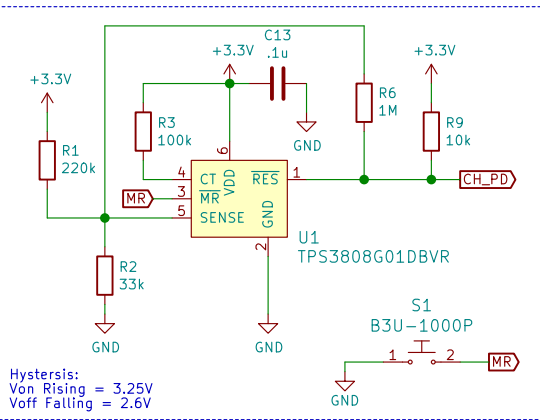 C13
.1u
+3.3V
+3.3V
+3.3V
R6
1M
R3
100k
R9
10k
R1
220k
GND
6
4
CT
VDD
RES
1
CH_PD
MR
3
MR
5
SENSE
GND
2
U1
TPS3808G01DBVR
R2
33k
GND
GND
S1
B3U-1000P
1
2
MR
GND
Hystersis:
Von Rising = 3.25V
Voff Falling = 2.6V